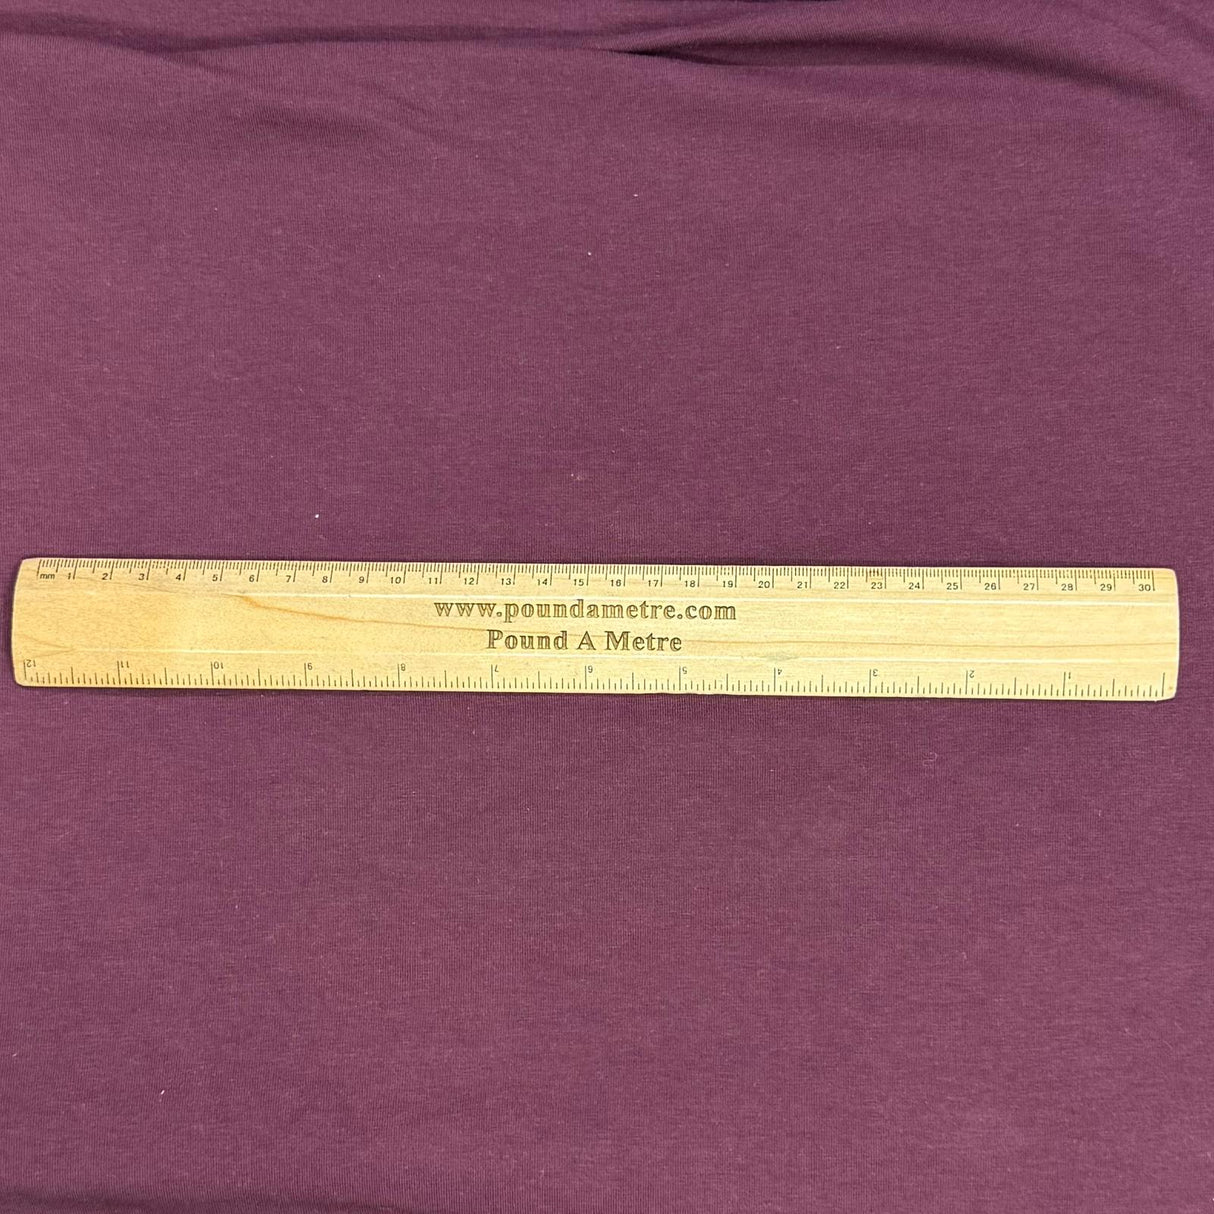 mm 1 2 3 4 5 6 7 8 9 10 11 12 13 14 15 16 17 18 19 20 21 22 23 24 25 26 27 28 29 30
www.poundametre.com
Pound A Metre
12 11 10 9 8 7 6 5 4 3 2 1